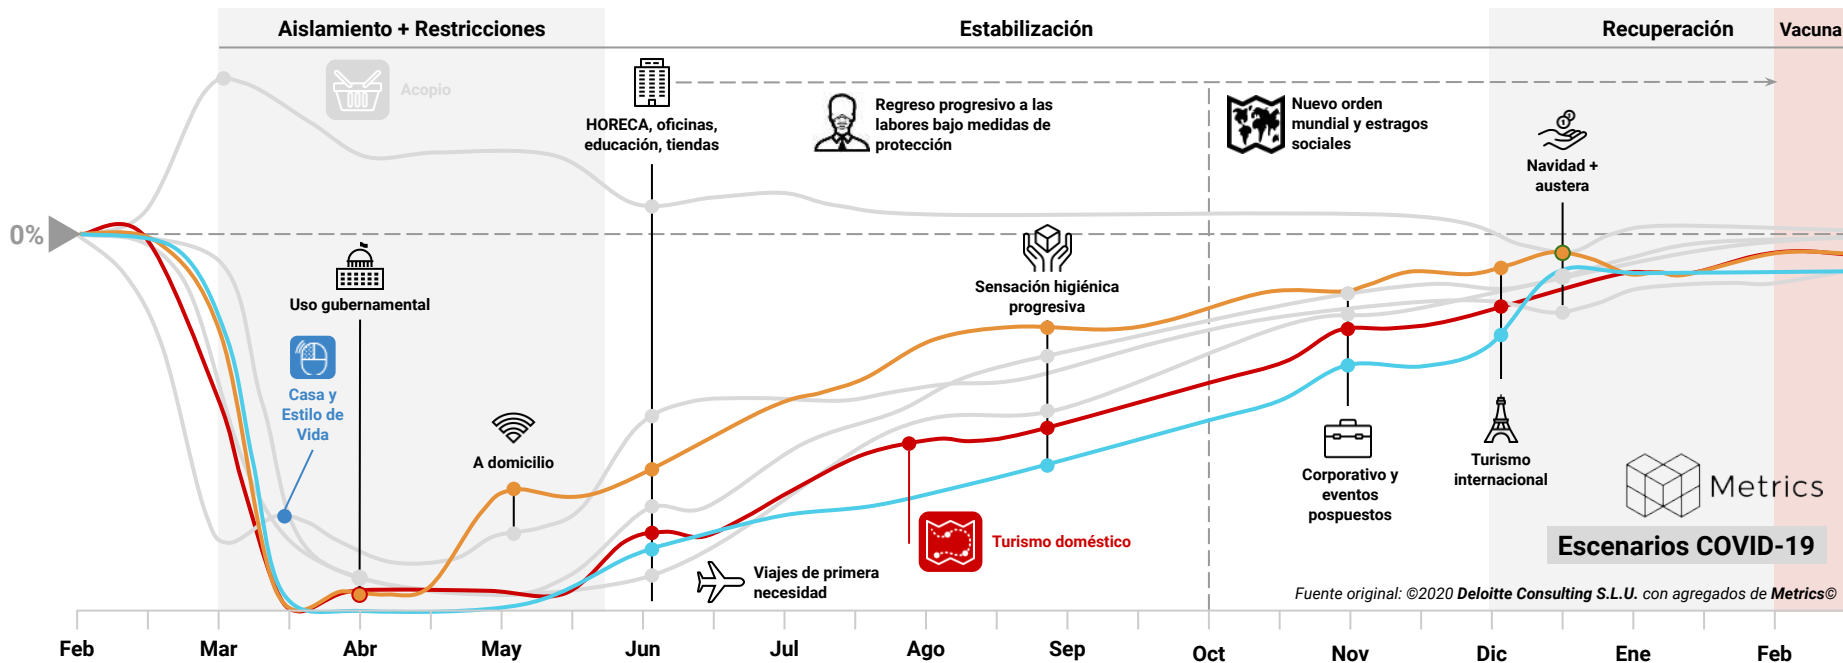 Aislamiento + Restricciones
Estabilización
Recuperación
Vacuna
Acopio
HORECA, oficinas,
educación, tiendas
Regreso progresivo a las
labores bajo medidas de
protección
Nuevo orden
mundial y estragos
sociales
Navidad +
austera
0%
Uso gubernamental
Sensación higiénica
progresiva
Casa y
Estilo de
Vida
A domicilio
Corporativo y
eventos
pospuestos
Turismo
internacional
Turismo doméstico
Viajes de primera
necesidad
Metrics
Escenarios COVID-19
Fuente original: ©2020 Deloitte Consulting S.L.U. con agregados de Metrics©
Feb
Mar
Abr
May
Jun
Jul
Ago
Sep
Oct
Nov
Dic
Ene
Feb